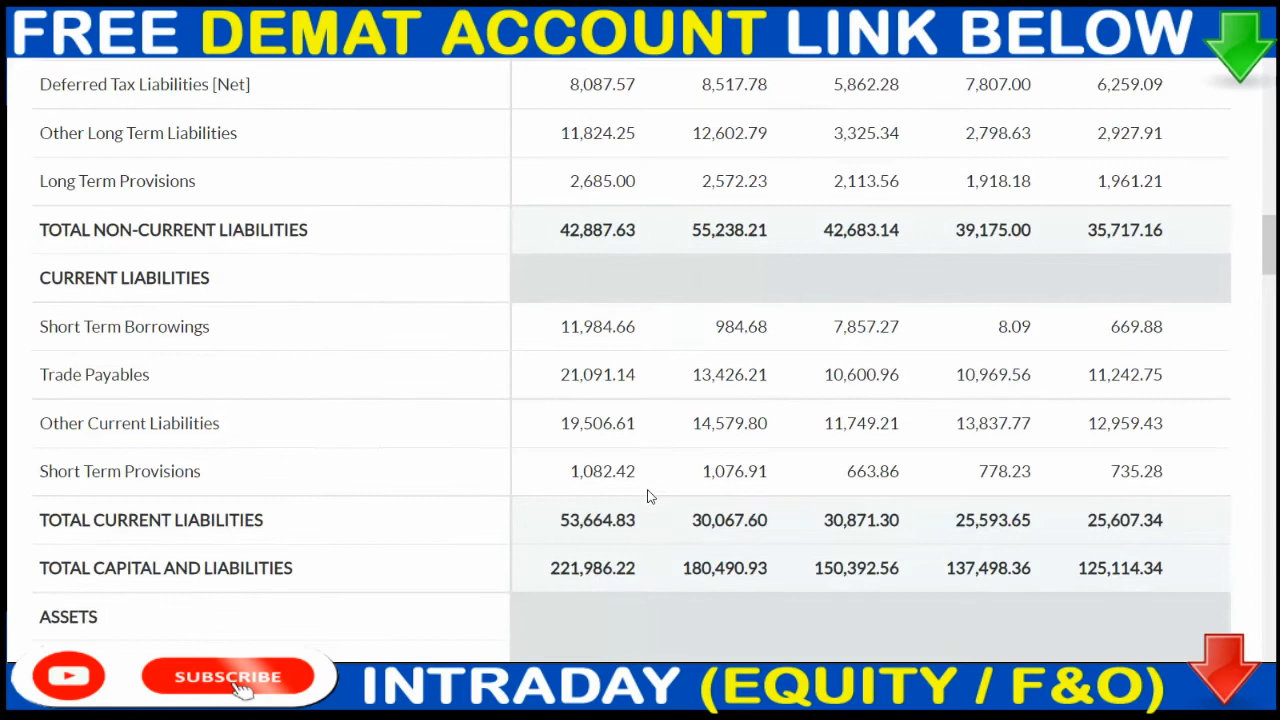 FREE DEMAT ACCOUNT LINK BELOW
Deferred Tax Liabilities [Net] 8,087.57 8,517.78 5,862.28 7,807.00 6,259.09
Other Long Term Liabilities 11,824.25 12,602.79 3,325.34 2,798.63 2,927.91
Long Term Provisions 2,685.00 2,572.23 2,113.56 1,918.18 1,961.21
TOTAL NON-CURRENT LIABILITIES 42,887.63 55,238.21 42,683.14 39,175.00 35,717.16
CURRENT LIABILITIES
Short Term Borrowings 11,984.66 984.68 7,857.27 8.09 669.88
Trade Payables 21,091.14 13,426.21 10,600.96 10,969.56 11,242.75
Other Current Liabilities 19,506.61 14,579.80 11,749.21 13,837.77 12,959.43
Short Term Provisions 1,082.42 1,076.91 663.86 778.23 735.28
TOTAL CURRENT LIABILITIES 53,664.83 30,067.60 30,871.30 25,593.65 25,607.34
TOTAL CAPITAL AND LIABILITIES 221,986.22 180,490.93 150,392.56 137,498.36 125,114.34
ASSETS
SUBSCRIBE
INTRADAY (EQUITY / F&O)